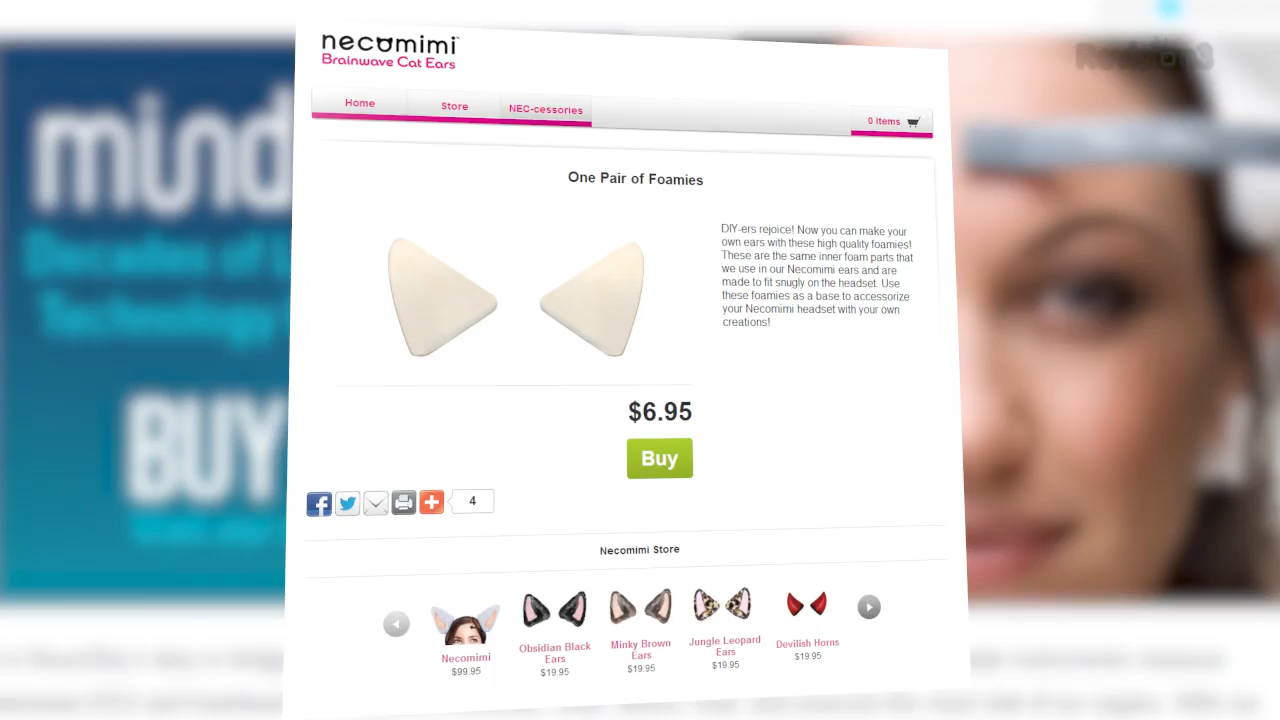 necomimi™
Brainwave Cat Ears
Revision3
Home
Store
NEC-cessories
0 Items
One Pair of Foamies
DIY-ers rejoice! Now you can make your
own ears with these high quality foamies!
These are the same inner foam parts that
we use in our Necomimi ears and are
made to fit snugly on the headset. Use
these foamies as a base to accessorize
your Necomimi headset with your own
creations!
mind
Decades of
Technology
BUY
$6.95
Buy
4
Necomimi Store
Necomimi
$99.95
Obsidian Black
Ears
$19.95
Minky Brown
Ears
$19.95
Jungle Leopard
Ears
$19.95
Devilish Horns
$19.95